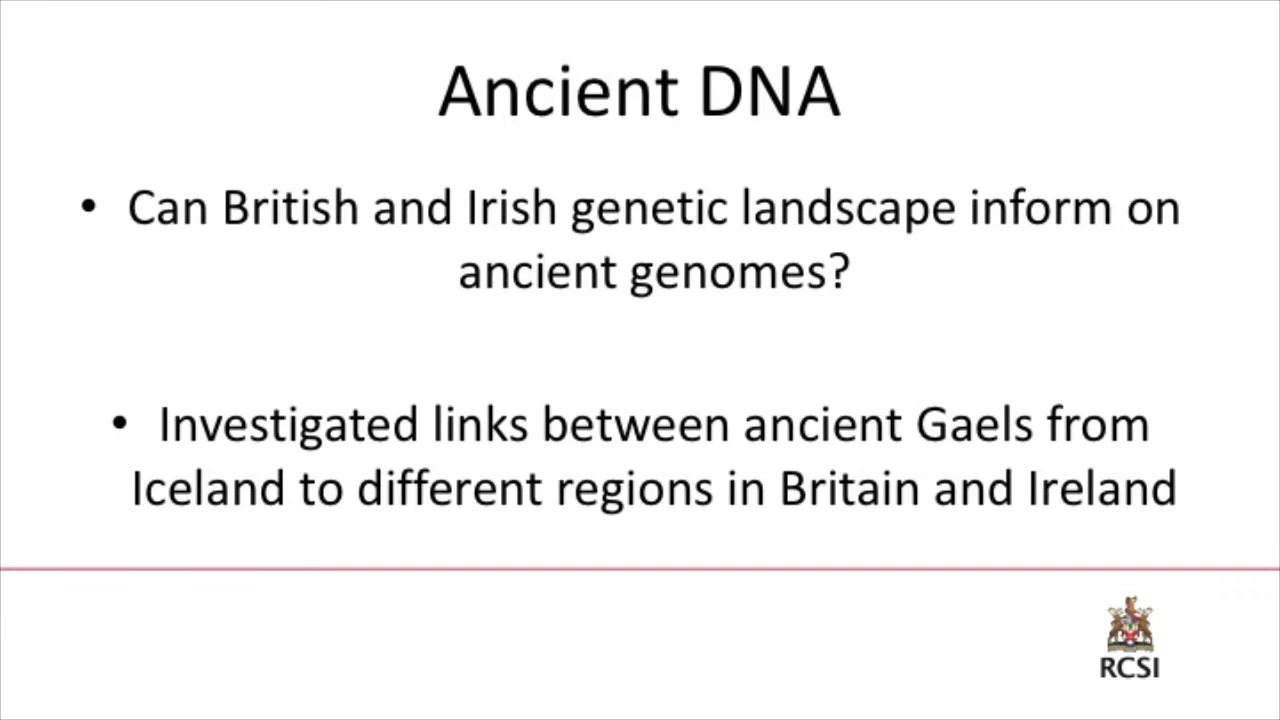 Ancient DNA
• Can British and Irish genetic landscape inform on
ancient genomes?
• Investigated links between ancient Gaels from
Iceland to different regions in Britain and Ireland
RCSI